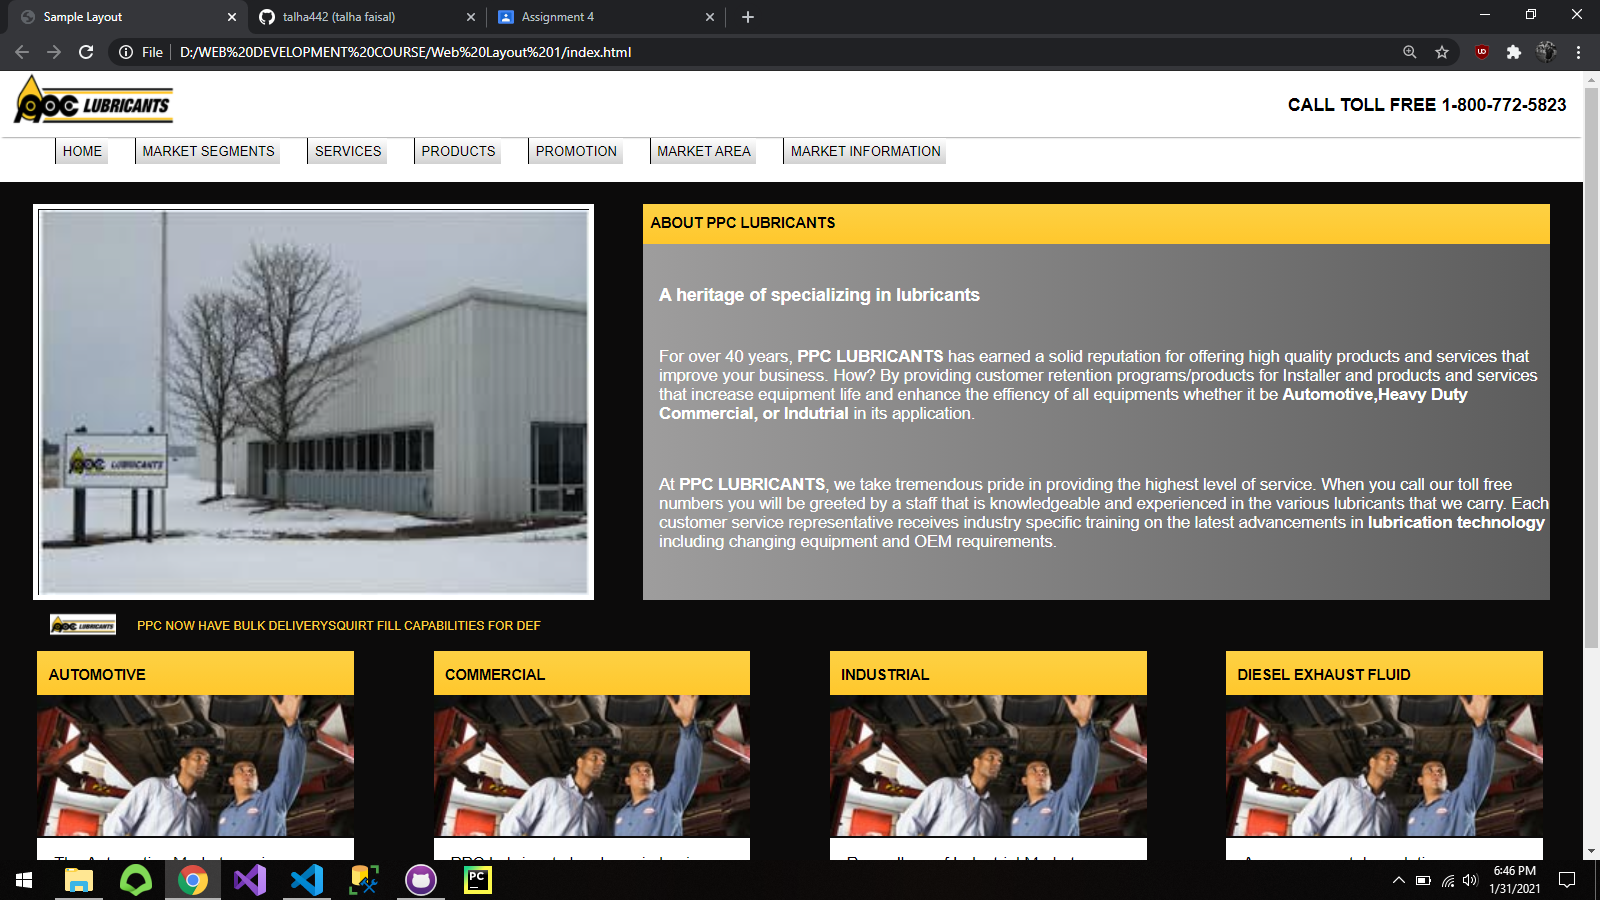 Sample Layout
talha442 (talha faisal)
Assignment 4
File
D:/WEB%20DEVELOPMENT%20COURSE/Web%20Layout%201/index.html
ppc LUBRICANTS
CALL TOLL FREE 1-800-772-5823
HOME
MARKET SEGMENTS
SERVICES
PRODUCTS
PROMOTION
MARKET AREA
MARKET INFORMATION
ppc LUBRICANTS
ABOUT PPC LUBRICANTS
A heritage of specializing in lubricants
For over 40 years, PPC LUBRICANTS has earned a solid reputation for offering high quality products and services that
improve your business. How? By providing customer retention programs/products for Installer and products and services
that increase equipment life and enhance the effiency of all equipments whether it be Automotive,Heavy Duty
Commercial, or Indutrial in its application.
At PPC LUBRICANTS, we take tremendous pride in providing the highest level of service. When you call our toll free
numbers you will be greeted by a staff that is knowledgeable and experienced in the various lubricants that we carry. Each
customer service representative receives industry specific training on the latest advancements in lubrication technology
including changing equipment and OEM requirements.
ppc LUBRICANTS
PPC NOW HAVE BULK DELIVERYSQUIRT FILL CAPABILITIES FOR DEF
AUTOMOTIVE
COMMERCIAL
INDUSTRIAL
DIESEL EXHAUST FLUID
PC
6:46 PM
1/31/2021